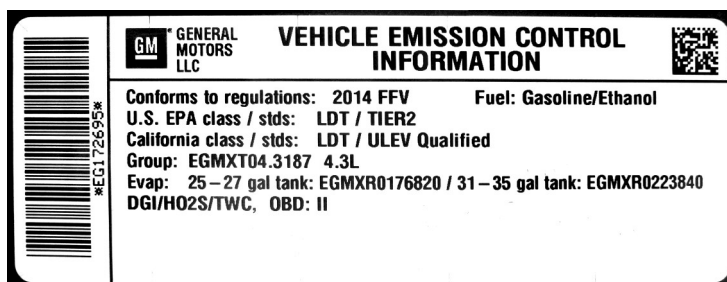 *EG172695*
GM GENERAL MOTORS LLC
VEHICLE EMISSION CONTROL INFORMATION
Conforms to regulations: 2014 FFV Fuel: Gasoline/Ethanol
U.S. EPA class / stds: LDT / TIER2
California class / stds: LDT / ULEV Qualified
Group: EGMXT04.3187 4.3L
Evap: 25–27 gal tank: EGMXR0176820 / 31–35 gal tank: EGMXR0223840
DGI/HO2S/TWC, OBD: II